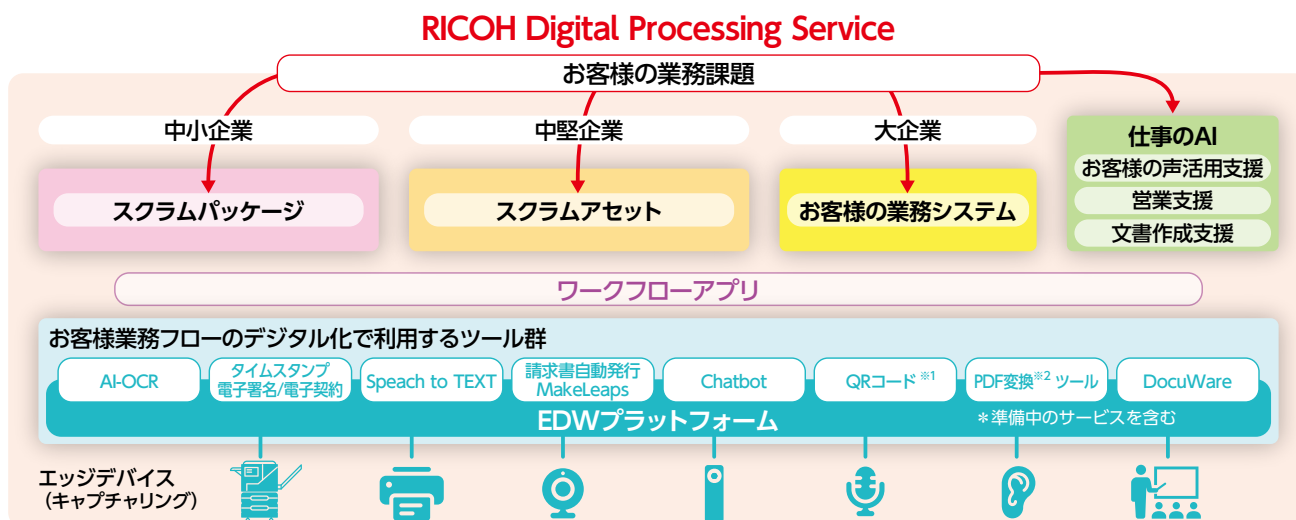 RICOH Digital Processing Service
お客様の業務課題
中小企業
中堅企業
大企業
仕事のAI
お客様の声活用支援
営業支援
文書作成支援
スクラムパッケージ
スクラムアセット
お客様の業務システム
ワークフローアプリ
お客様業務フローのデジタル化で利用するツール群
AI-OCR
タイムスタンプ
電子署名/電子契約
Speach to TEXT
請求書自動発行
MakeLeaps
Chatbot
QRコード ※1
PDF変換※2 ツール
DocuWare
EDWプラットフォーム
＊準備中のサービスを含む
エッジデバイス
（キャプチャリング）